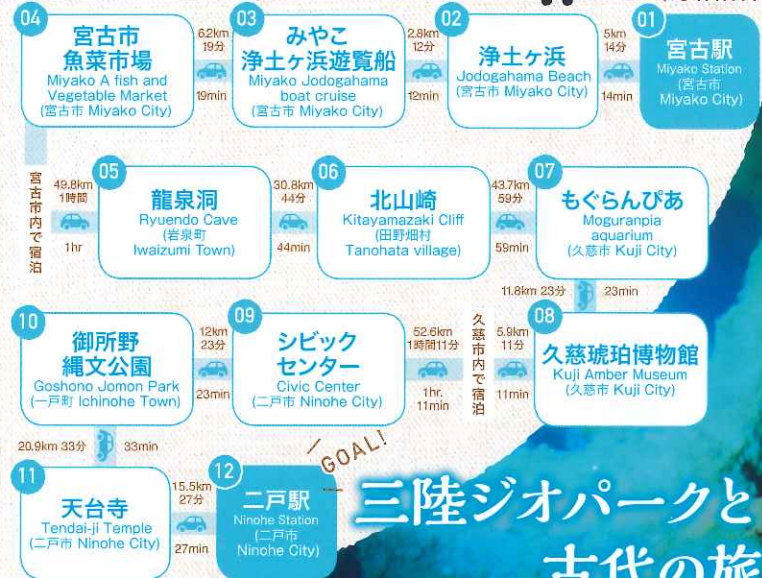 01
宮古駅
Miyako Station
(宮古市
Miyako City)
5km
14分
14min
02
浄土ヶ浜
Jodogahama Beach
(宮古市 Miyako City)
2.8km
12分
12min
03
みやこ
浄土ヶ浜遊覧船
Miyako Jodogahama
boat cruise
(宮古市 Miyako City)
6.2km
19分
19min
04
宮古市
魚菜市場
Miyako A fish and
Vegetable Market
(宮古市 Miyako City)
宮古市内で宿泊
49.8km
1時間
1hr
05
龍泉洞
Ryuendo Cave
(岩泉町
Iwaizumi Town)
30.8km
44分
44min
06
北山崎
Kitayamazaki Cliff
(田野畑村
Tanohata village)
43.7km
59分
59min
07
もぐらんぴあ
Moguranpia
aquarium
(久慈市 Kuji City)
11.8km 23分
23min
08
久慈琥珀博物館
Kuji Amber Museum
(久慈市 Kuji City)
5.9km
11分
11min
久慈市内で宿泊
52.6km
1時間11分
1hr.
11min
09
シビック
センター
Civic Center
(二戸市 Ninohe City)
12km
23分
23min
10
御所野
縄文公園
Goshono Jomon Park
(一戸町 Ichinohe Town)
20.9km 33分
33min
11
天台寺
Tendai-ji Temple
(二戸市 Ninohe City)
15.5km
27分
27min
12
二戸駅
Ninohe Station
(二戸市
Ninohe City)
GOAL!
三陸ジオパークと
古代の旅